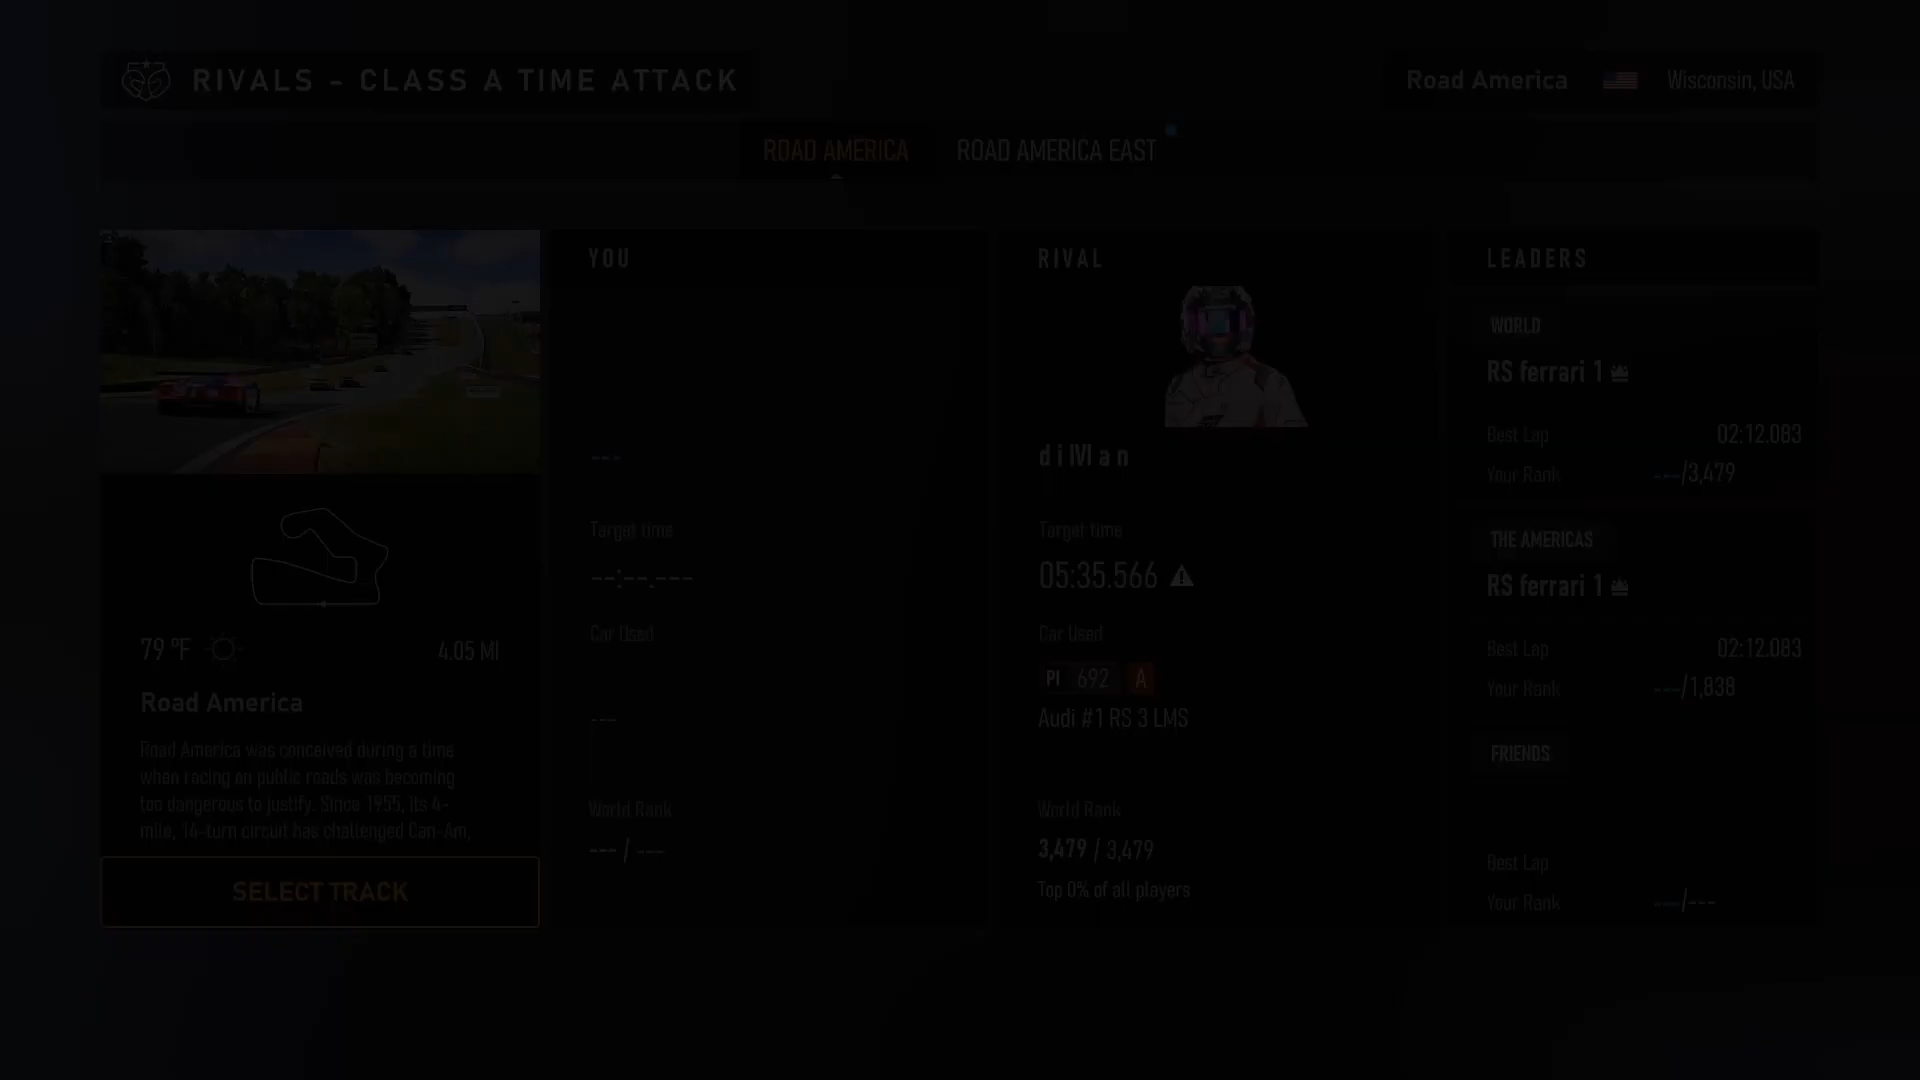 RIVALS - CLASS A TIME ATTACK
Road America
Wisconsin, USA
ROAD AMERICA
ROAD AMERICA EAST
79 °F
4.05 MI
Road America
Road America was conceived during a time
when racing on public roads was becoming
too dangerous to justify. Since 1955, its 4-
mile, 14-turn circuit has challenged Can-Am,
SELECT TRACK
YOU
---
Target time
--:--.---
Car Used
---
World Rank
--- / ---
RIVAL
d i M a n
Target time
05:35.566
Car Used
PI 692 A
Audi #1 RS 3 LMS
World Rank
3,479 / 3,479
Top 0% of all players
LEADERS
WORLD
RS ferrari 1
Best Lap 02:12.083
Your Rank ---/3,479
THE AMERICAS
RS ferrari 1
Best Lap 02:12.083
Your Rank ---/1,838
FRIENDS
Best Lap
Your Rank ---/---